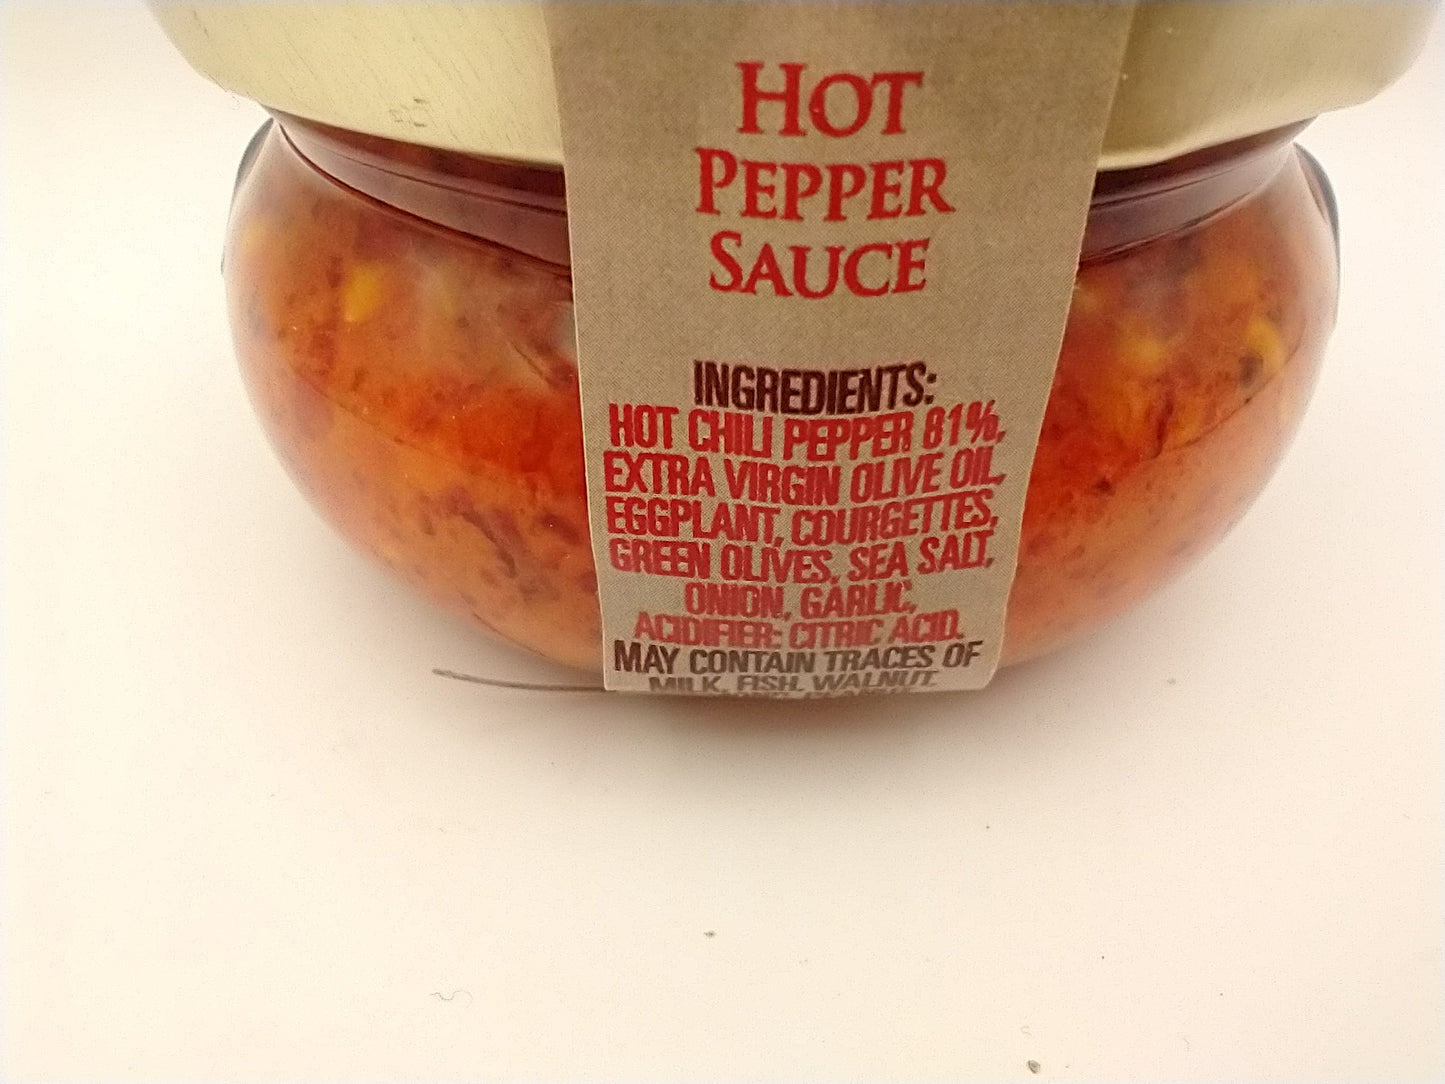 HOT
PEPPER
SAUCE
INGREDIENTS:
HOT CHILI PEPPER 81%,
EXTRA VIRGIN OLIVE OIL,
EGGPLANT, COURGETTES,
GREEN OLIVES, SEA SALT,
ONION, GARLIC,
ACIDIFIER: CITRIC ACID.
MAY CONTAIN TRACES OF
MILK, FISH, WALNUT,